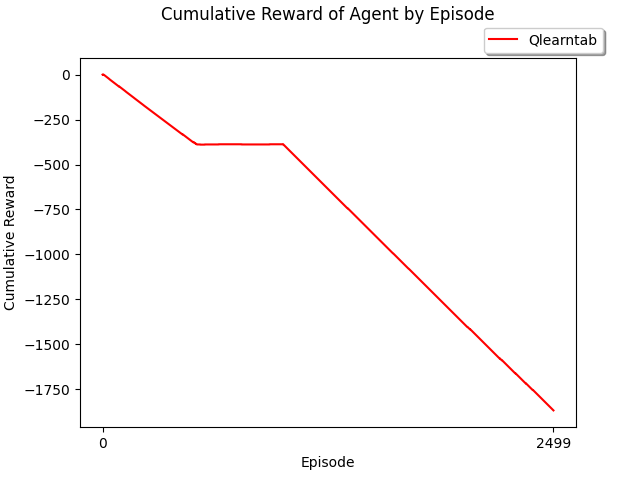 Cumulative Reward of Agent by Episode
Qlearntab
0
−250
−500
−750
−1000
−1250
−1500
−1750
Cumulative Reward
0
2499
Episode